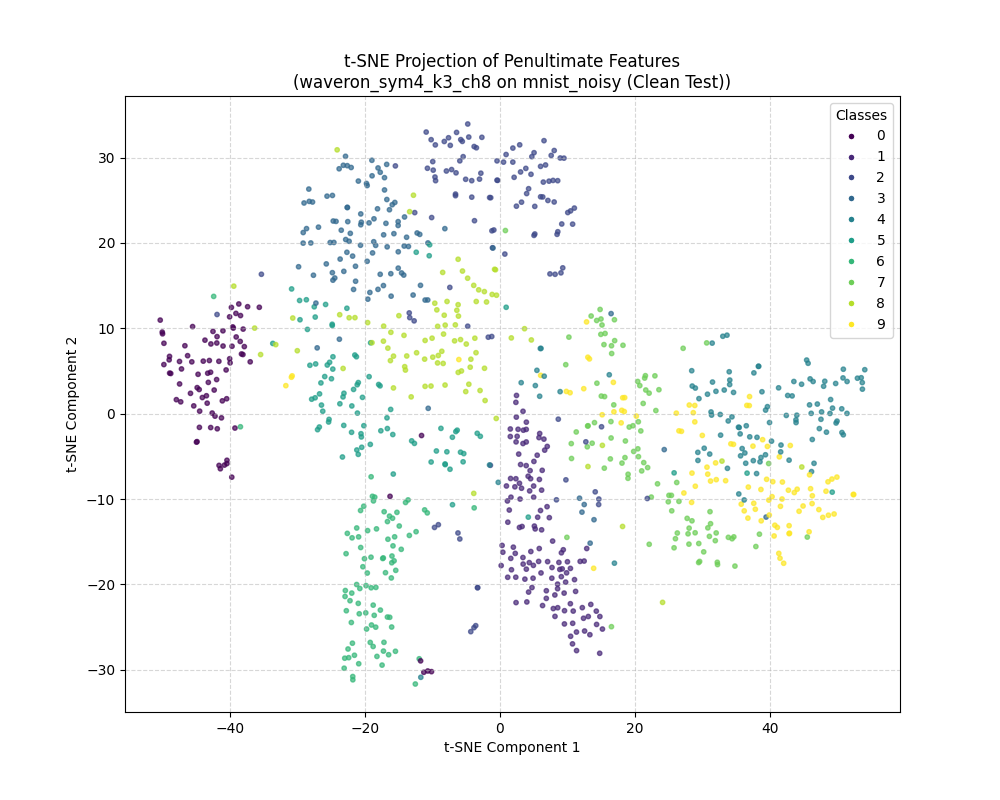 t-SNE Projection of Penultimate Features
(waveron_sym4_k3_ch8 on mnist_noisy (Clean Test))
Classes
0
1
2
3
4
5
6
7
8
9
30
20
10
0
−10
−20
−30
t-SNE Component 2
−40 −20 0 20 40
t-SNE Component 1